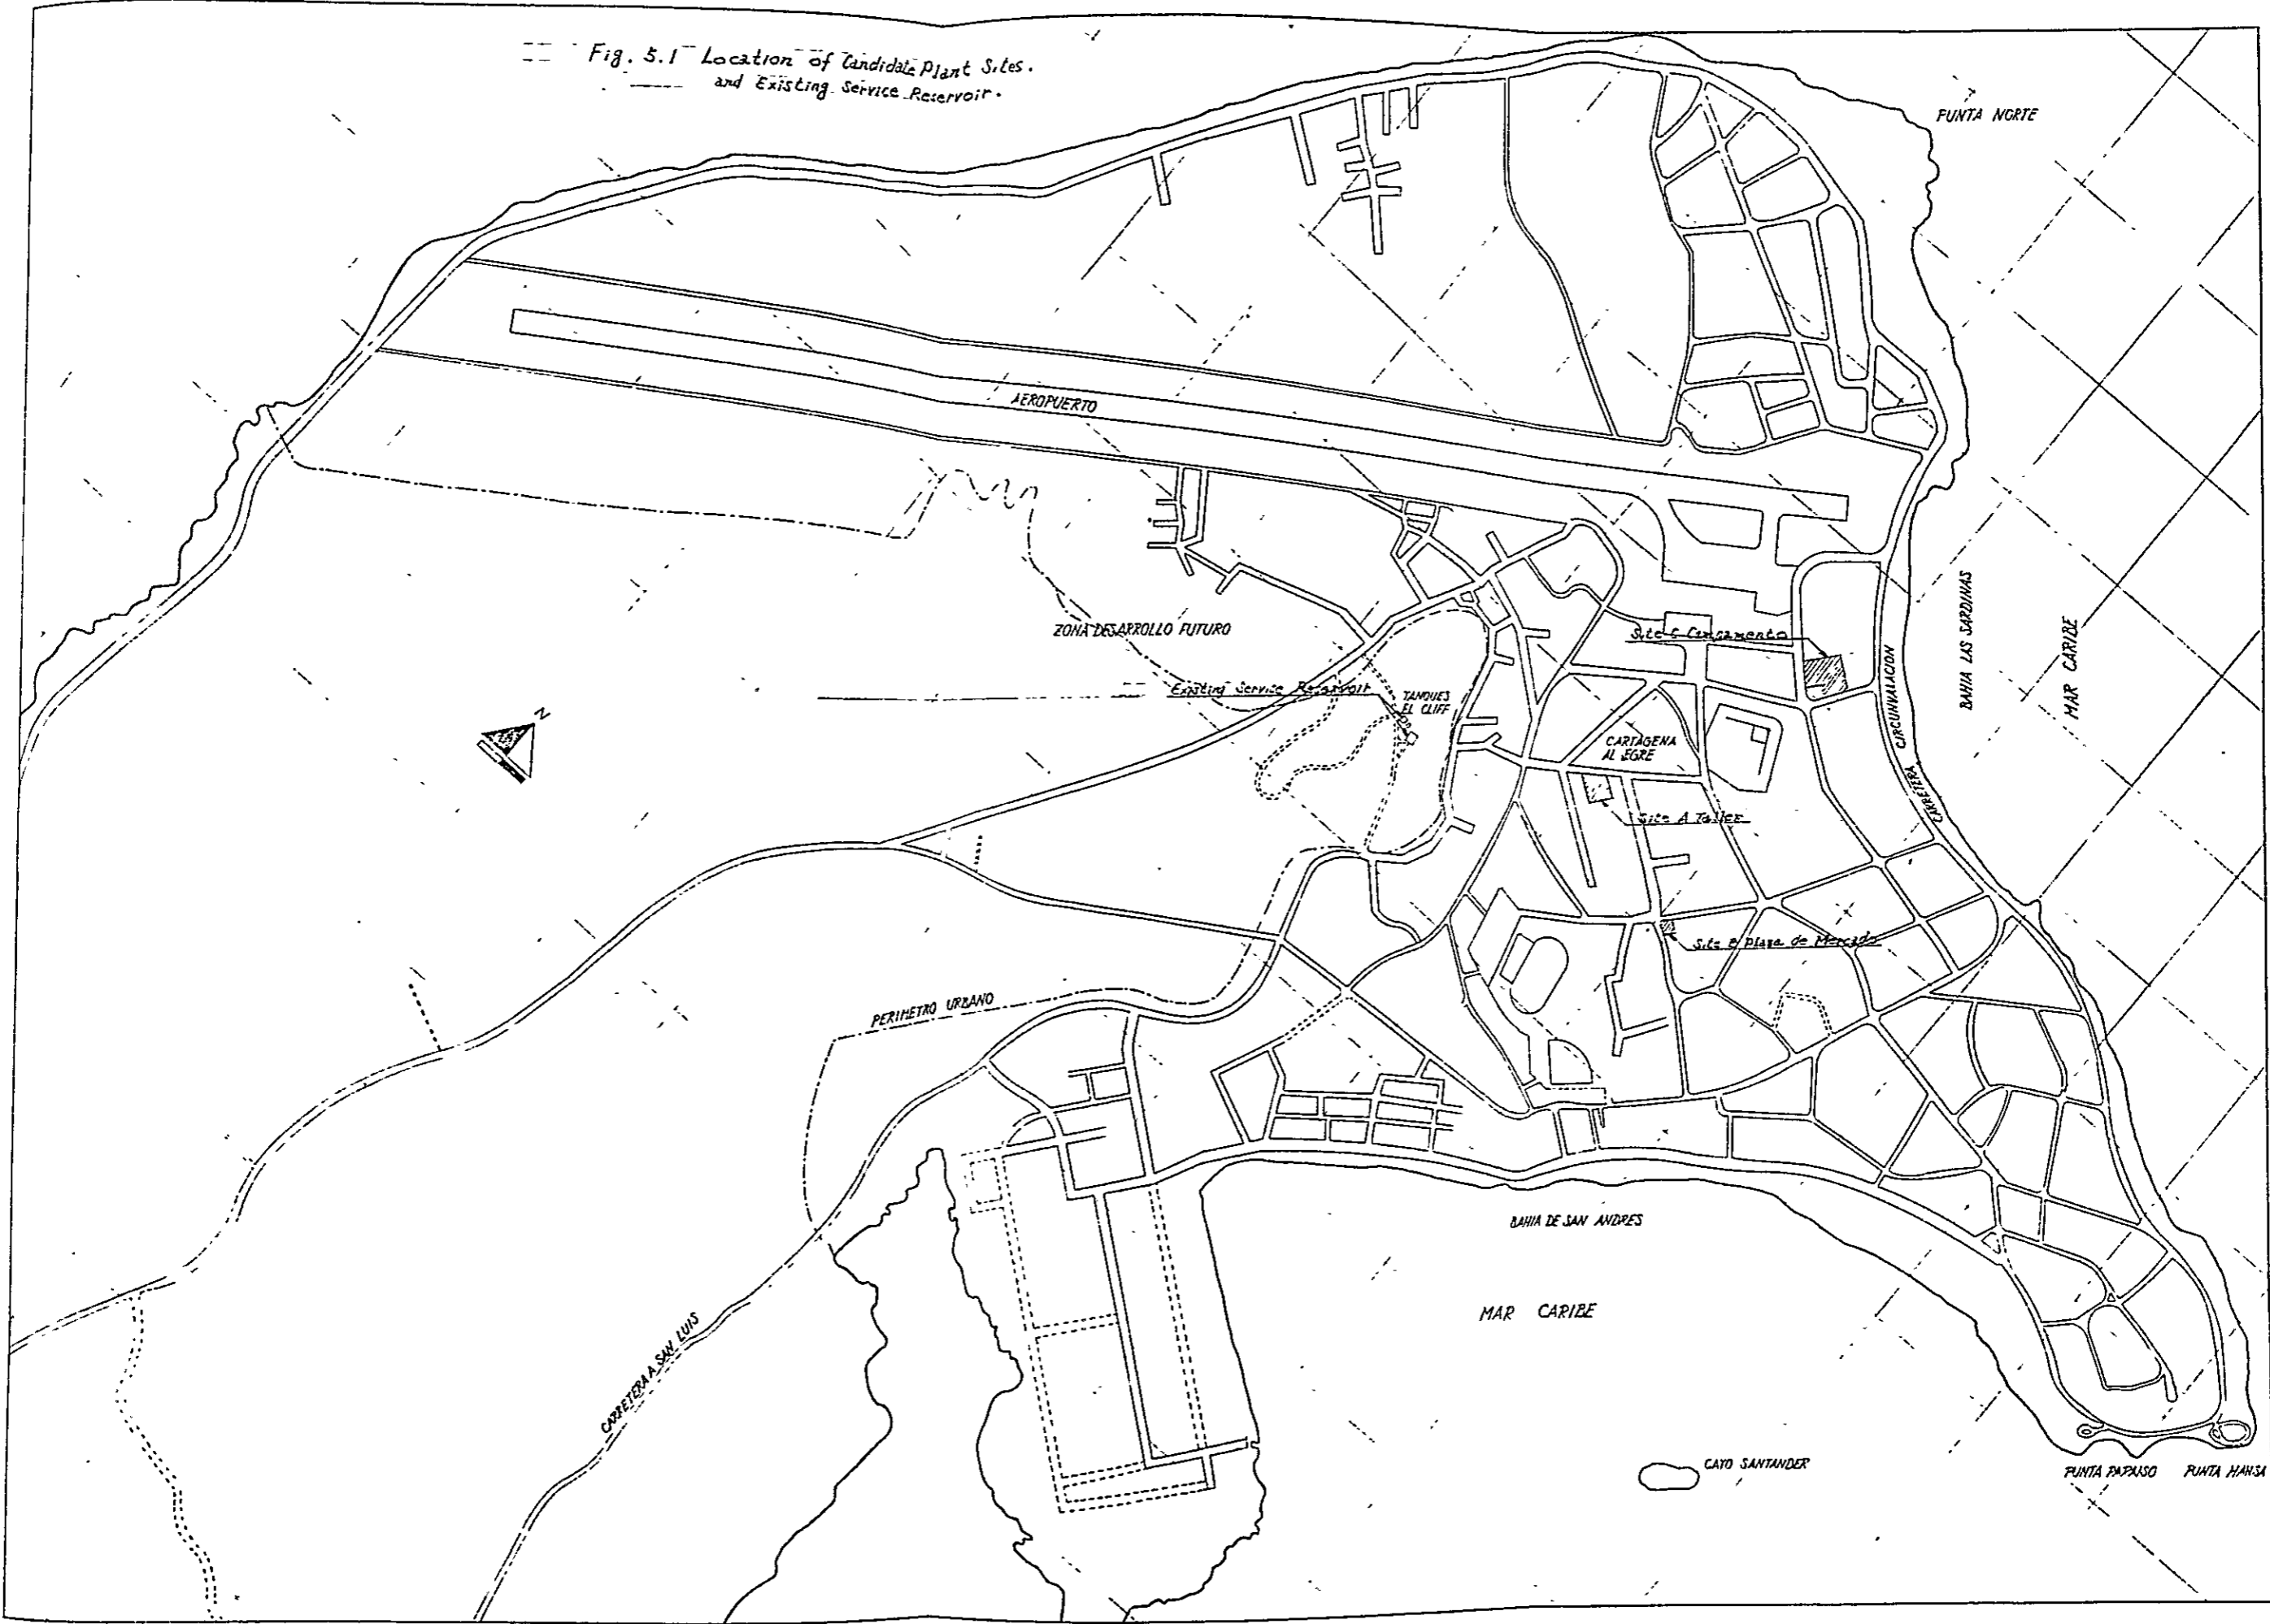 Fig. 5.1 Location of Candidate Plant Sites.
and Existing Service Reservoir.
PUNTA NORTE
AEROPUERTO
BAHIA LAS SARDINAS
MAR CARIBE
ZONA DESARROLLO FUTURO
Site C Campamento
CIRCUNVALACION
CARRETERA
Existing Service Reservoir
TANQUES
EL CLIFF
N
CARTAGENA
ALEGRE
Site A Taller
Site B Plaza de Mercado
PERIMETRO URBANO
BAHIA DE SAN ANDRES
MAR CARIBE
CARRETERA A SAN LUIS
CAYO SANTANDER
PUNTA PARAISO
PUNTA HANSA